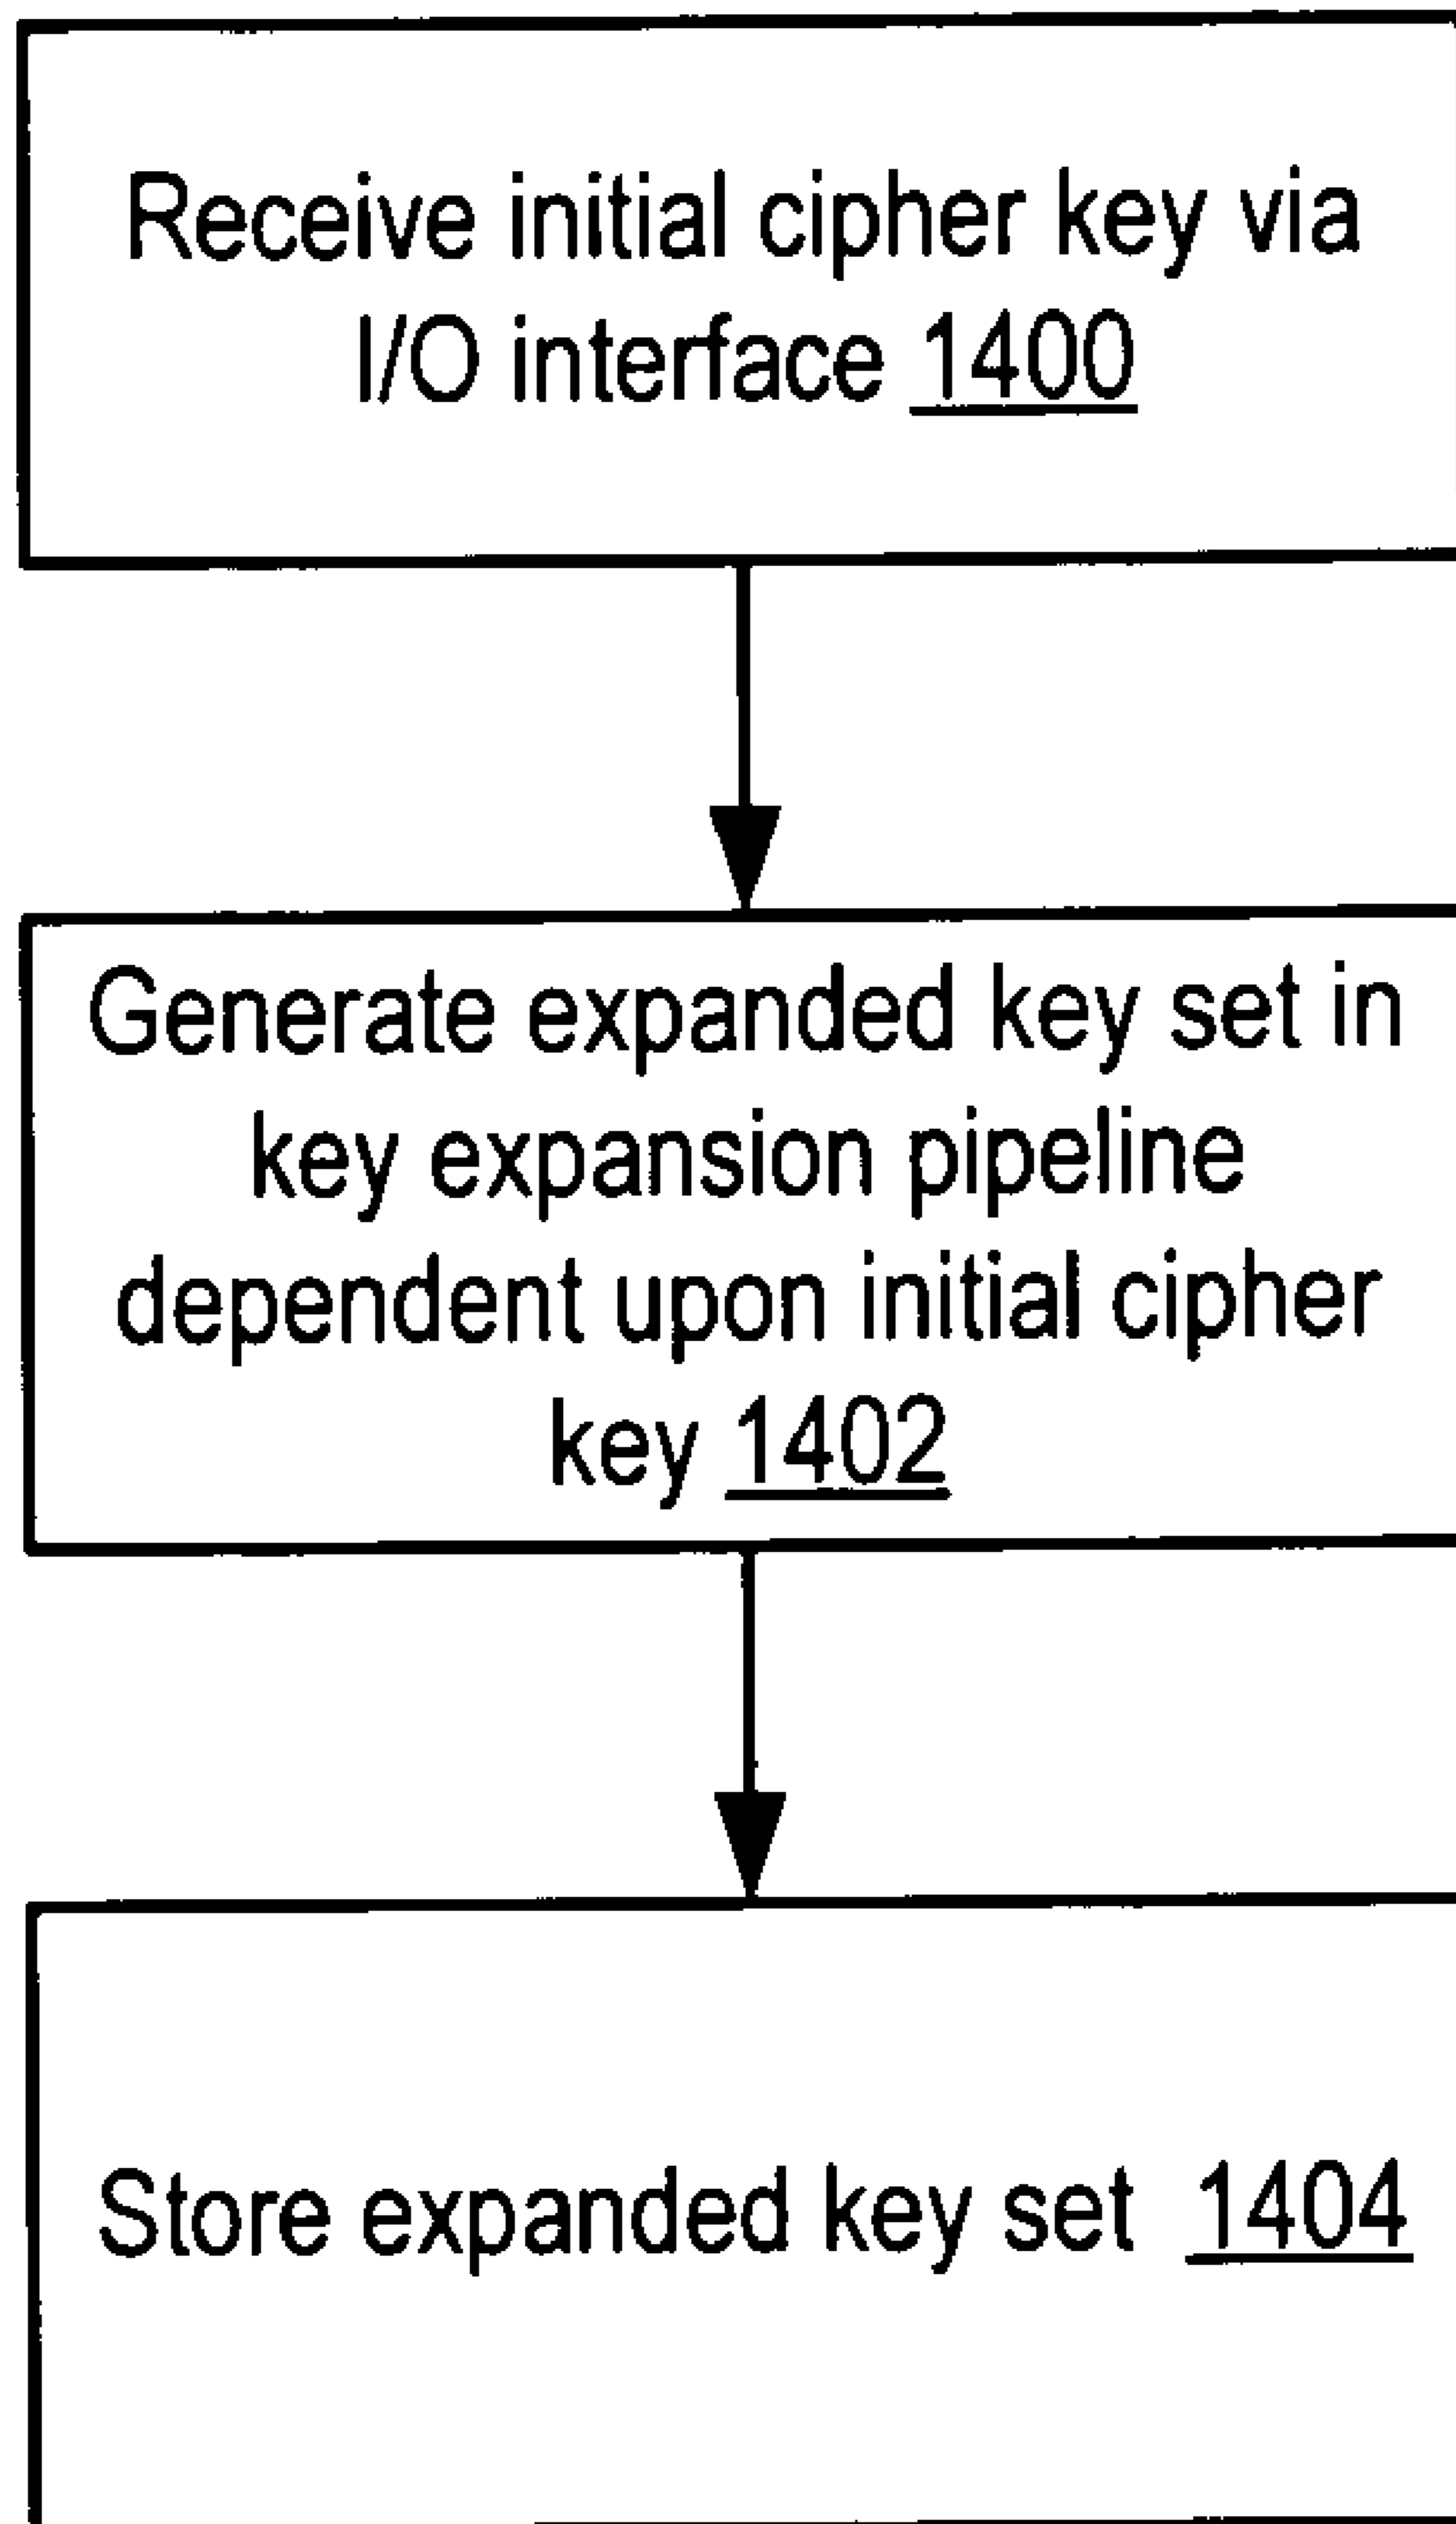 Receive initial cipher key via
I/O interface 1400
Generate expanded key set in
key expansion pipeline
dependent upon initial cipher
key 1402
Store expanded key set 1404